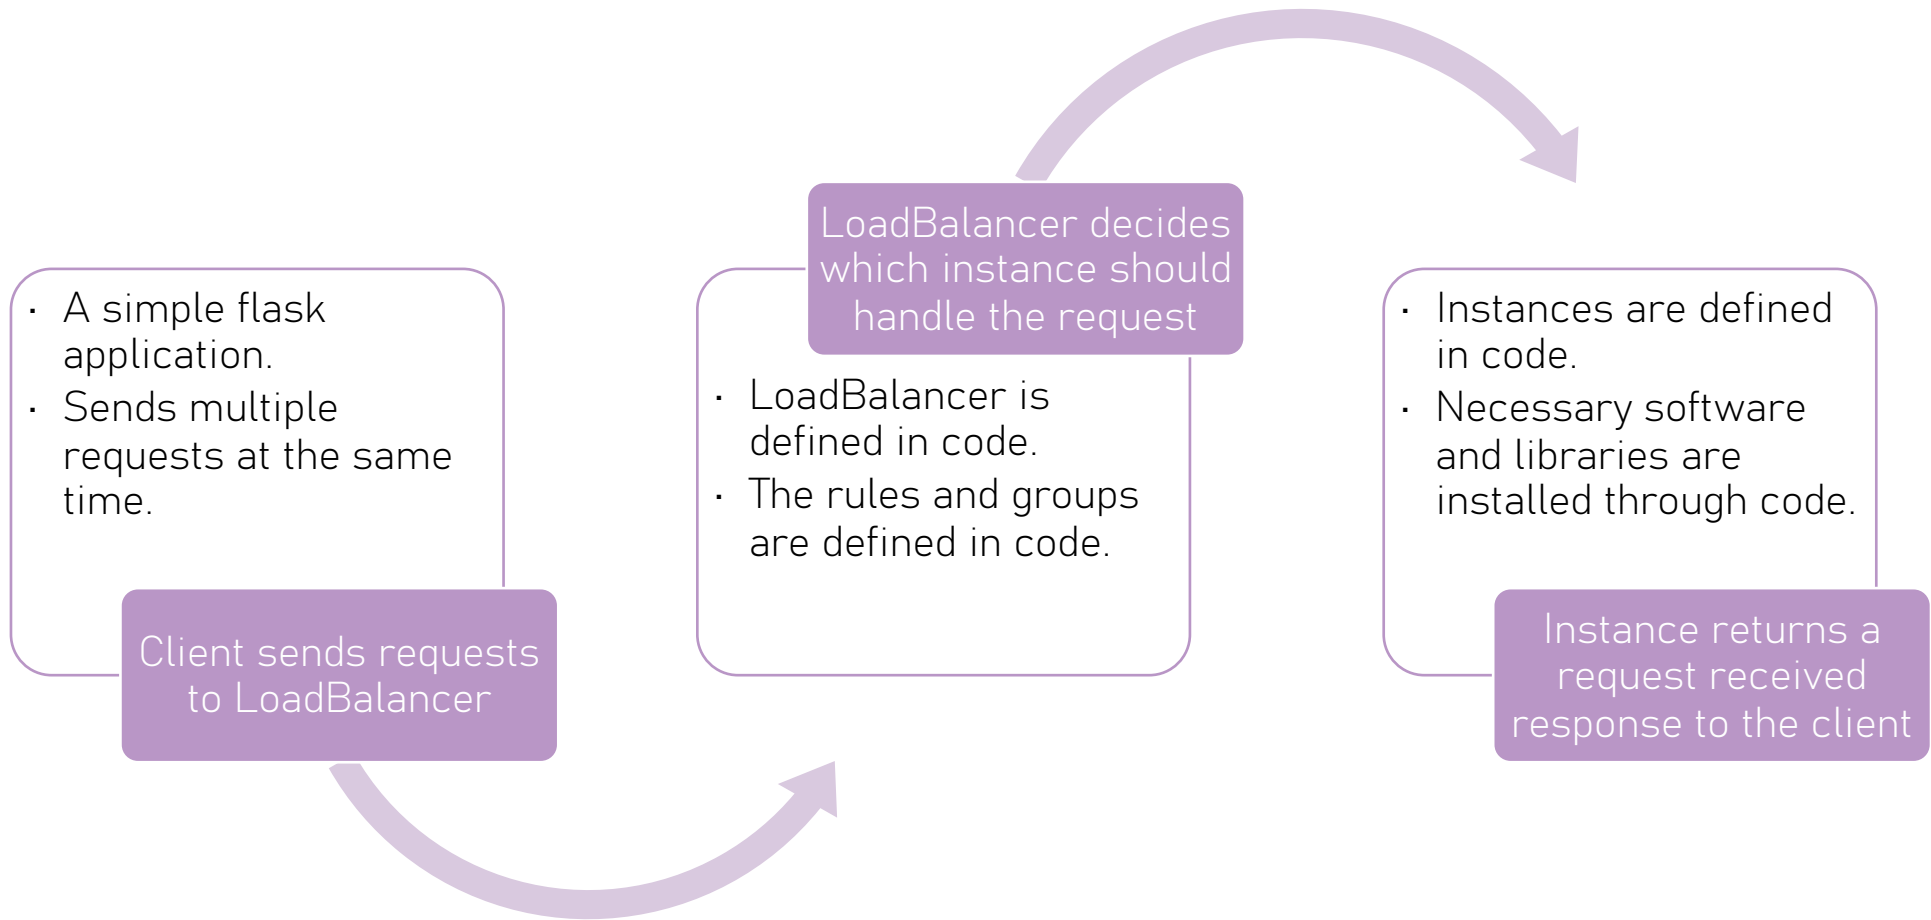 · A simple flask
application.
· Sends multiple
requests at the same
time.
Client sends requests
to LoadBalancer
LoadBalancer decides
which instance should
handle the request
· LoadBalancer is
defined in code.
· The rules and groups
are defined in code.
· Instances are defined
in code.
· Necessary software
and libraries are
installed through code.
Instance returns a
request received
response to the client